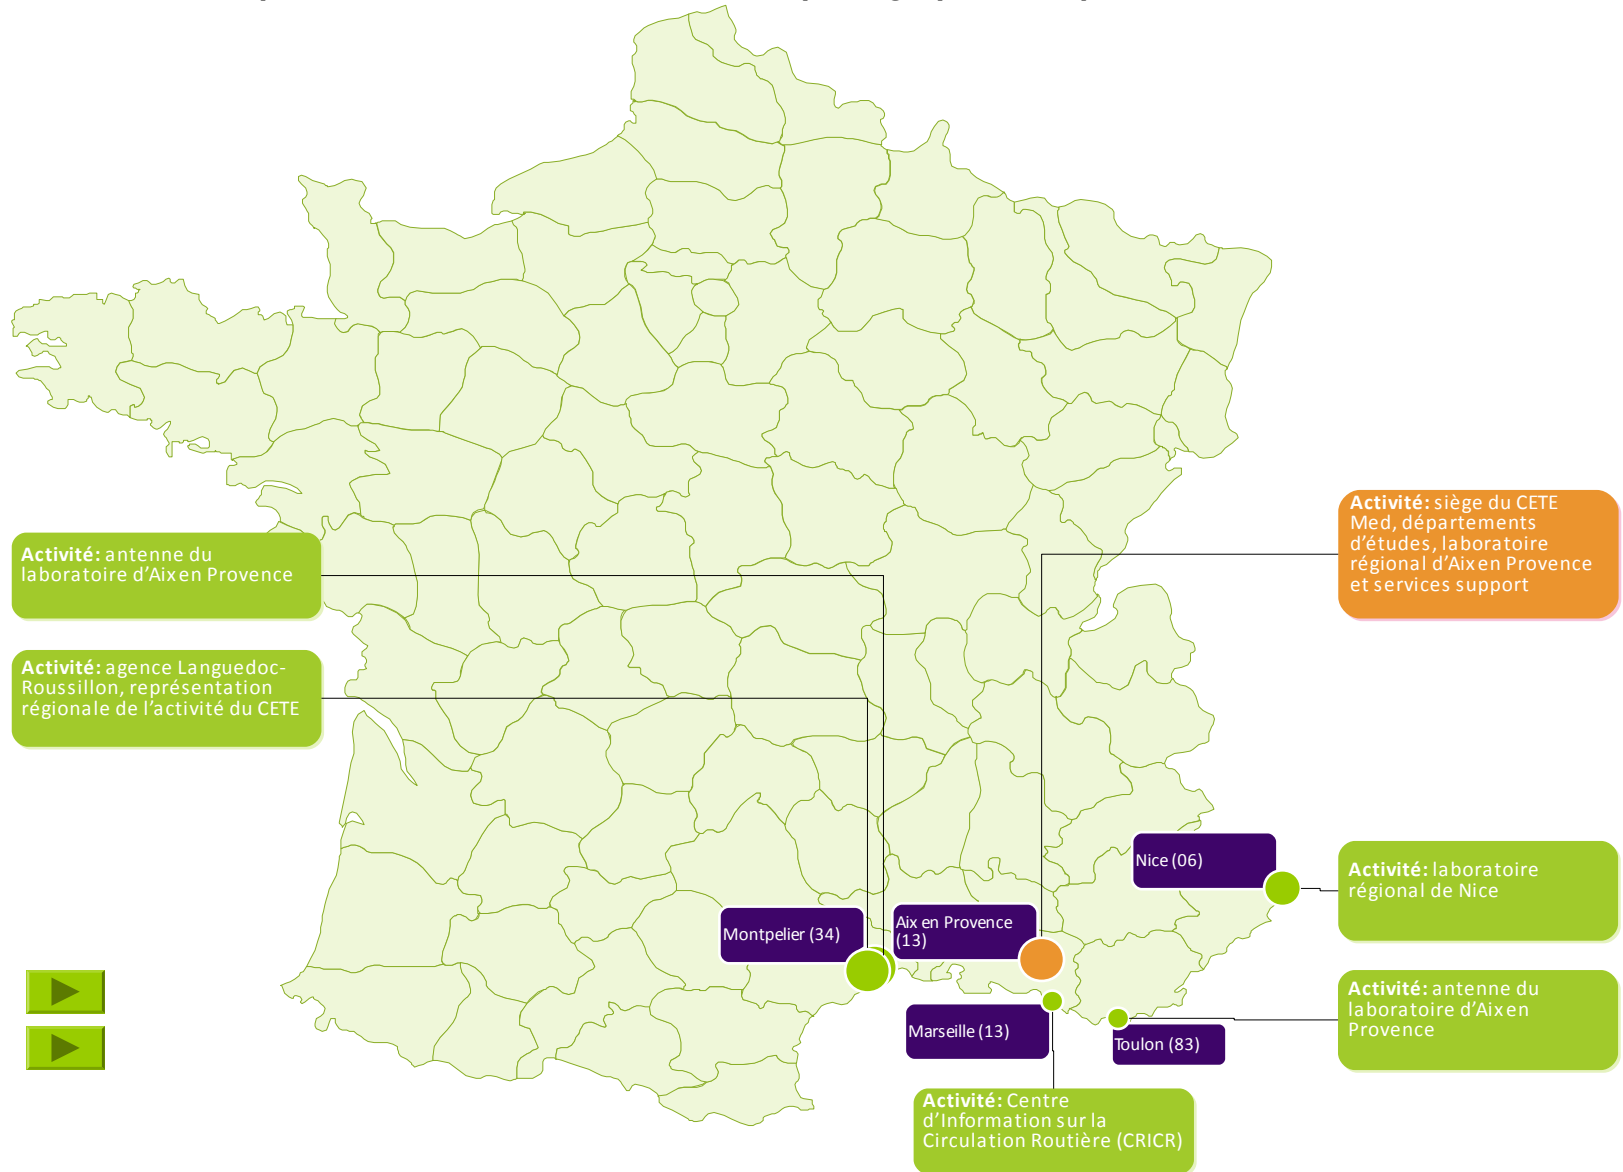 Activité: siège du CETE
Med, départements
d’études, laboratoire
régional d’Aix en Provence
et services support
Activité: antenne du
laboratoire d’Aix en Provence
Activité: agence Languedoc-
Roussillon, représentation
régionale de l’activité du CETE
Nice (06)
Activité: laboratoire
régional de Nice
Aix en Provence
(13)
Montpelier (34)
Activité: antenne du
laboratoire d’Aix en
Provence
Marseille (13)
Toulon (83)
Activité: Centre
d’Information sur la
Circulation Routière (CRICR)